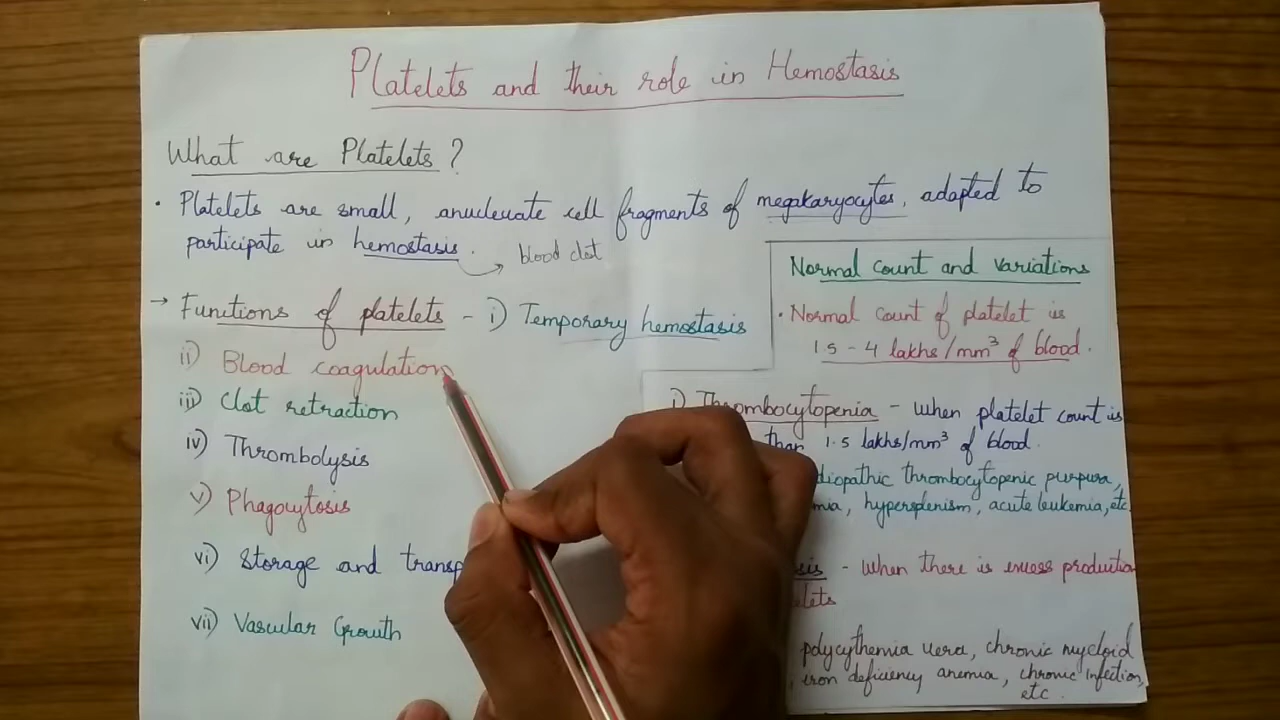 Platelets and their role in Hemostasis
What are Platelets?
• Platelets are small, anucleuate cell fragments of megakaryocytes, adapted to
participate in hemostasis. → blood clot
→ Functions of platelets - i) Temporary hemostasis
ii) Blood coagulation
iii) Clot retraction
iv) Thrombolysis
v) Phagocytosis
vi) Storage and
vii) Vascular Growth
Normal count and variations
• Normal count of platelet is
1.5 - 4 lakhs/mm³ of blood.
i) Thrombocytopenia - when platelet count is
than 1.5 lakhs/mm³ of blood.
thrombocytopenic purpura,
hypersplenism, acute leukemia, etc
- When there is excess production
polycythemia vera, chronic myeloid
iron deficiency anemia, chronic infection,
etc.